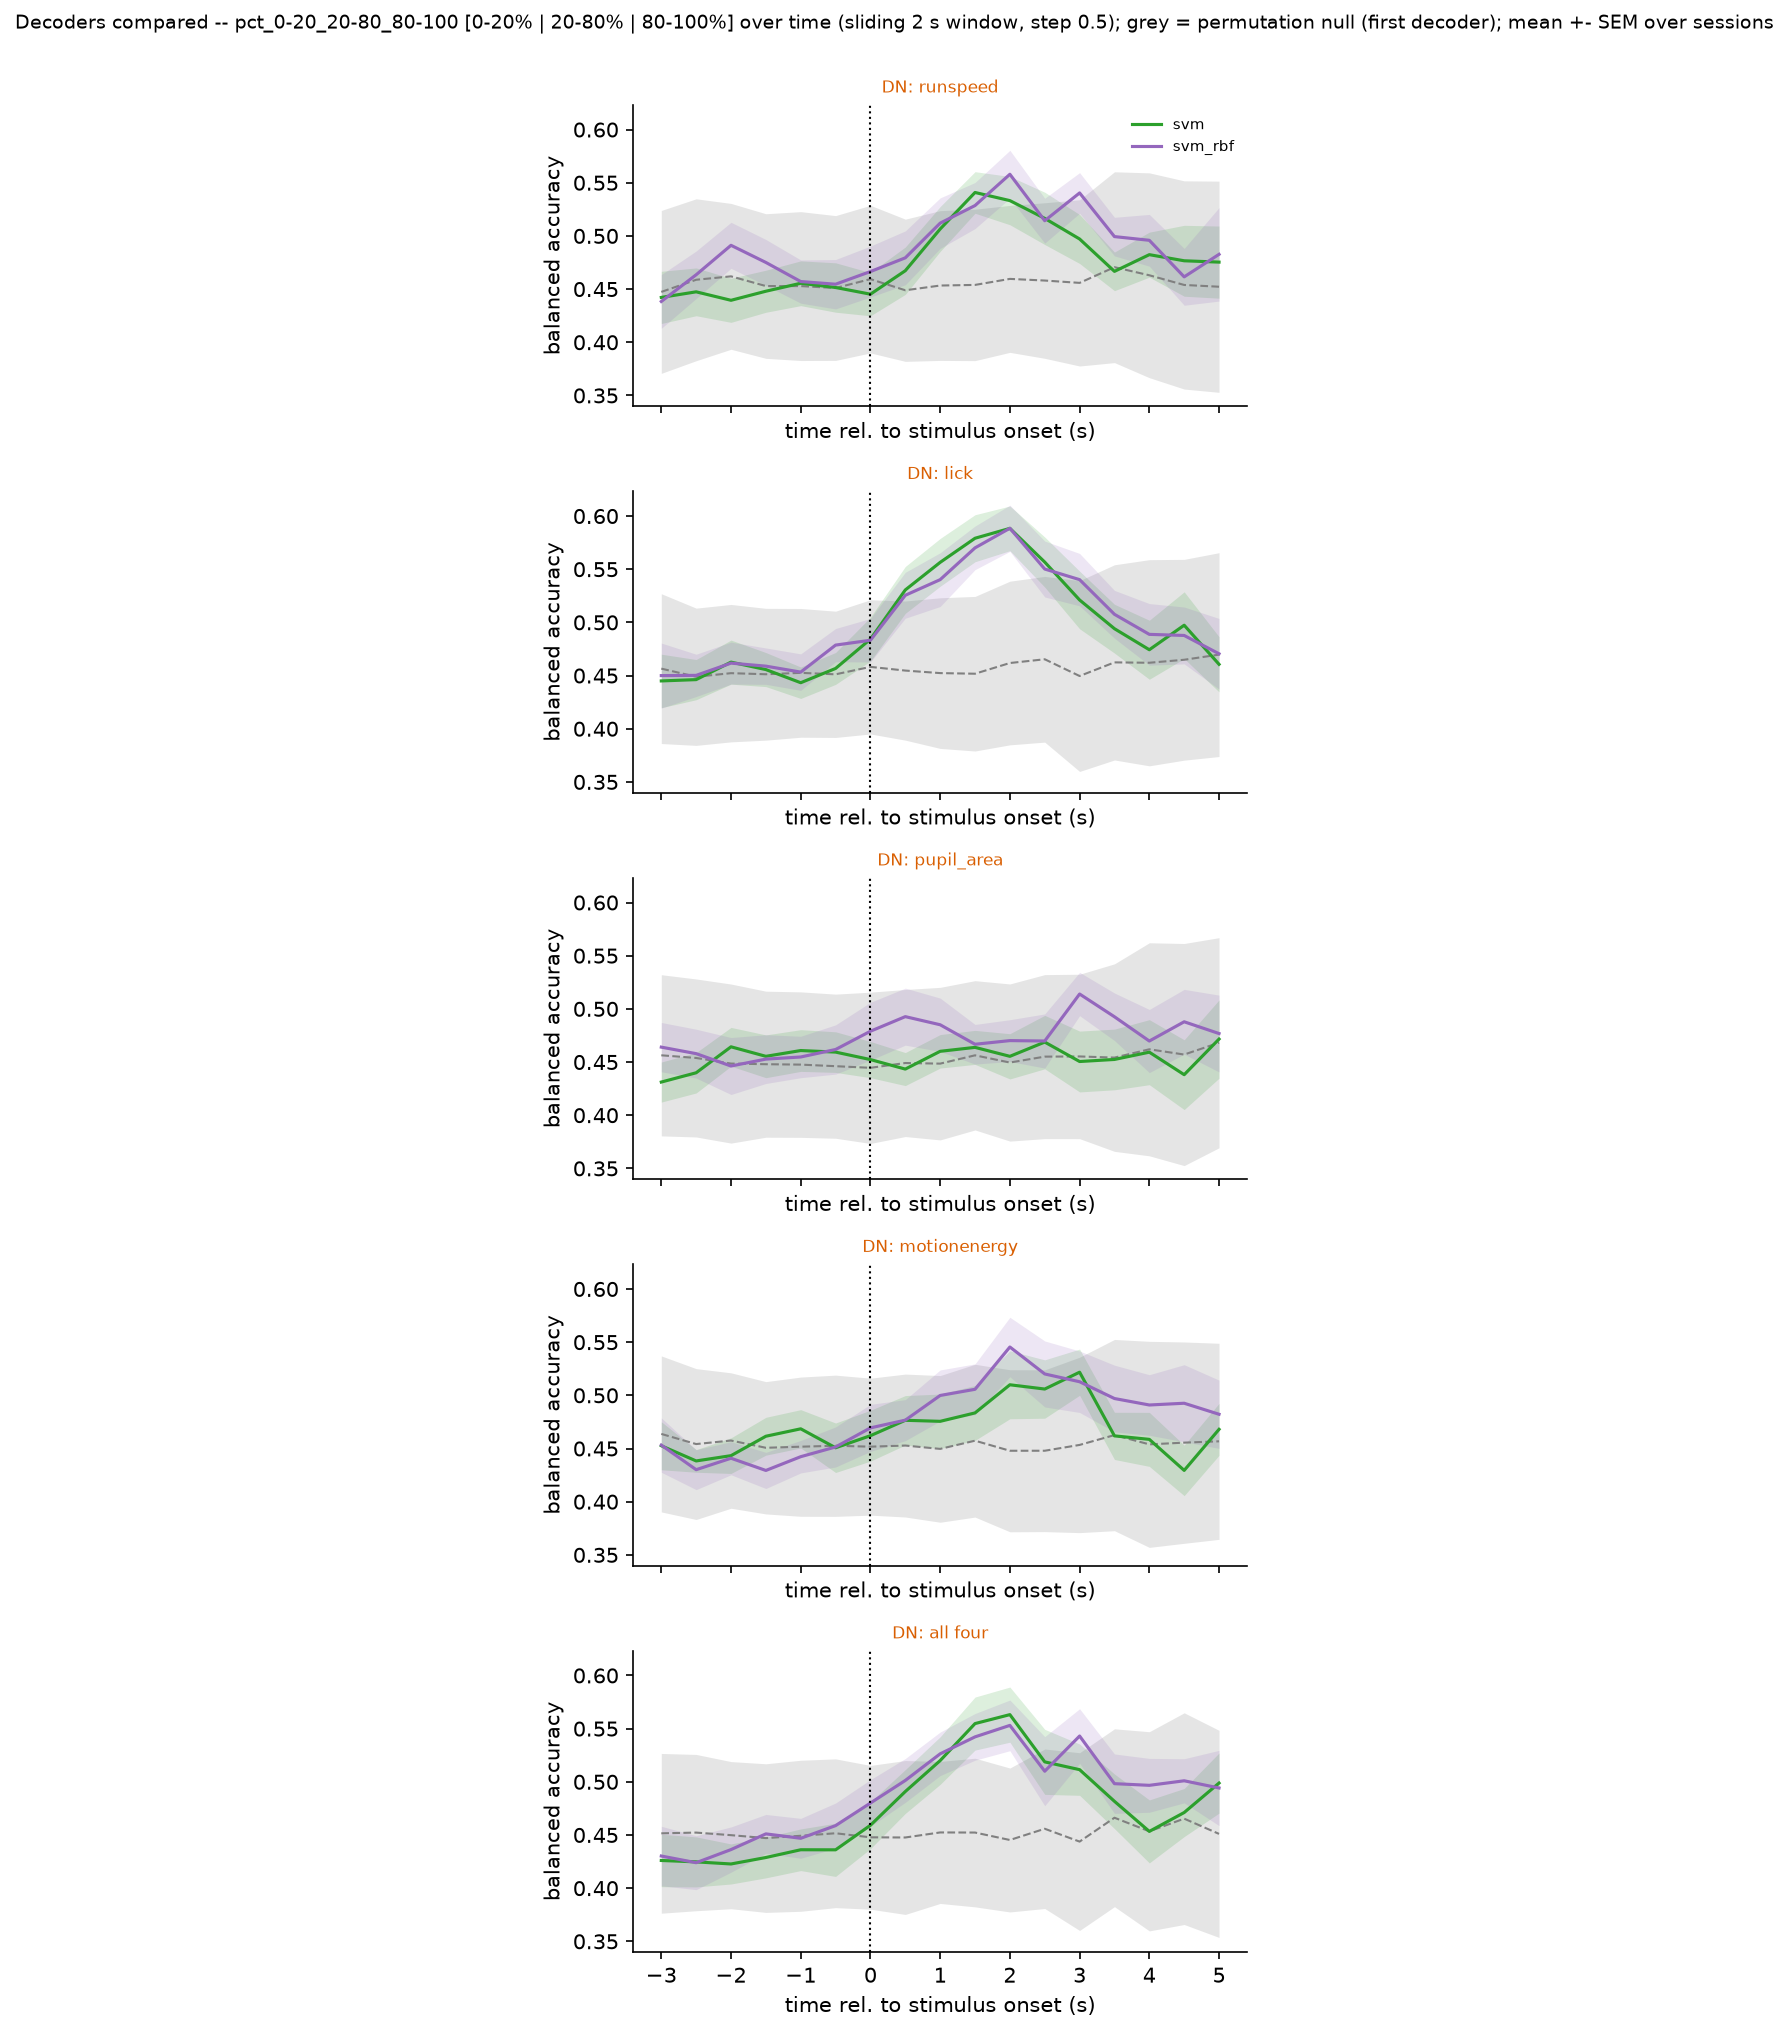 Decoders compared -- pct_0-20_20-80_80-100 [0-20% | 20-80% | 80-100%] over time (sliding 2 s window, step 0.5); grey = permutation null (first decoder); mean +- SEM over sessions
DN: runspeed
svm
svm_rbf
balanced accuracy
0.60
0.55
0.50
0.45
0.40
0.35
time rel. to stimulus onset (s)
DN: lick
balanced accuracy
0.60
0.55
0.50
0.45
0.40
0.35
time rel. to stimulus onset (s)
DN: pupil_area
balanced accuracy
0.60
0.55
0.50
0.45
0.40
0.35
time rel. to stimulus onset (s)
DN: motionenergy
balanced accuracy
0.60
0.55
0.50
0.45
0.40
0.35
time rel. to stimulus onset (s)
DN: all four
balanced accuracy
0.60
0.55
0.50
0.45
0.40
0.35
−3 −2 −1 0 1 2 3 4 5
time rel. to stimulus onset (s)